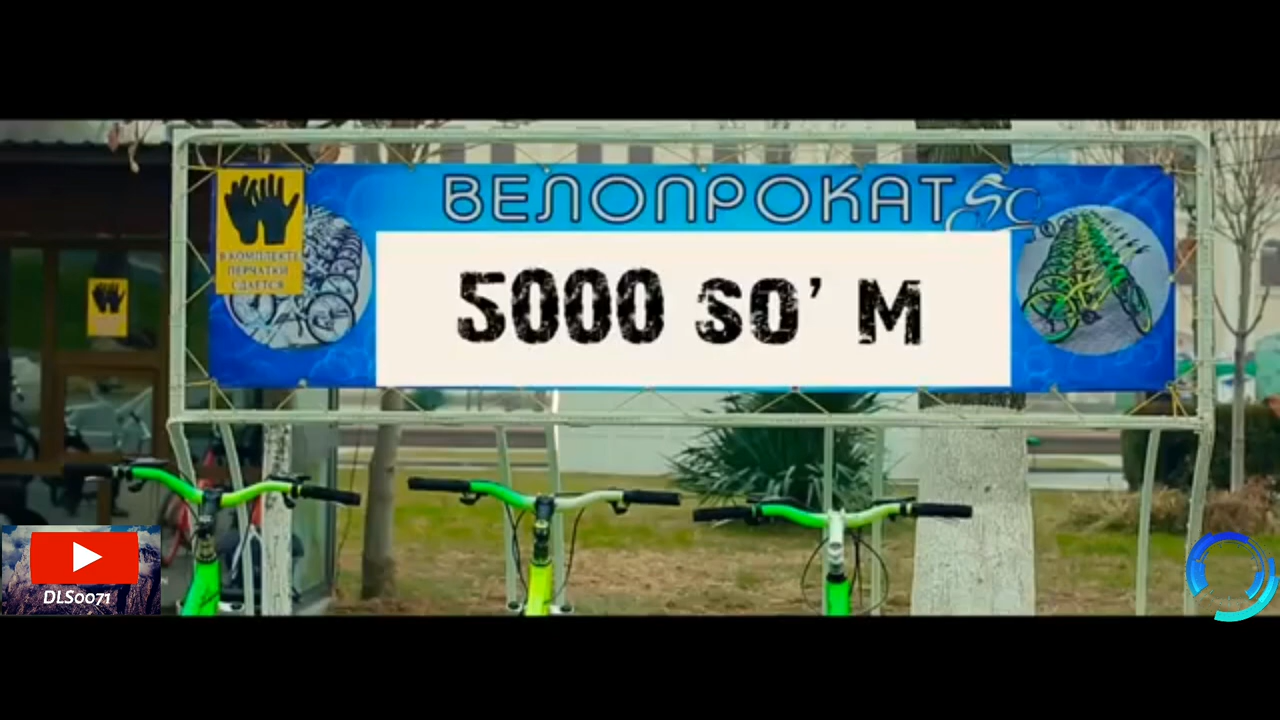 ВЕЛОПРОКАТ
В КОМПЛЕКТЕ
ПЕРЧАТКИ
СДАЕТСЯ
5000 so' m
DLS0071